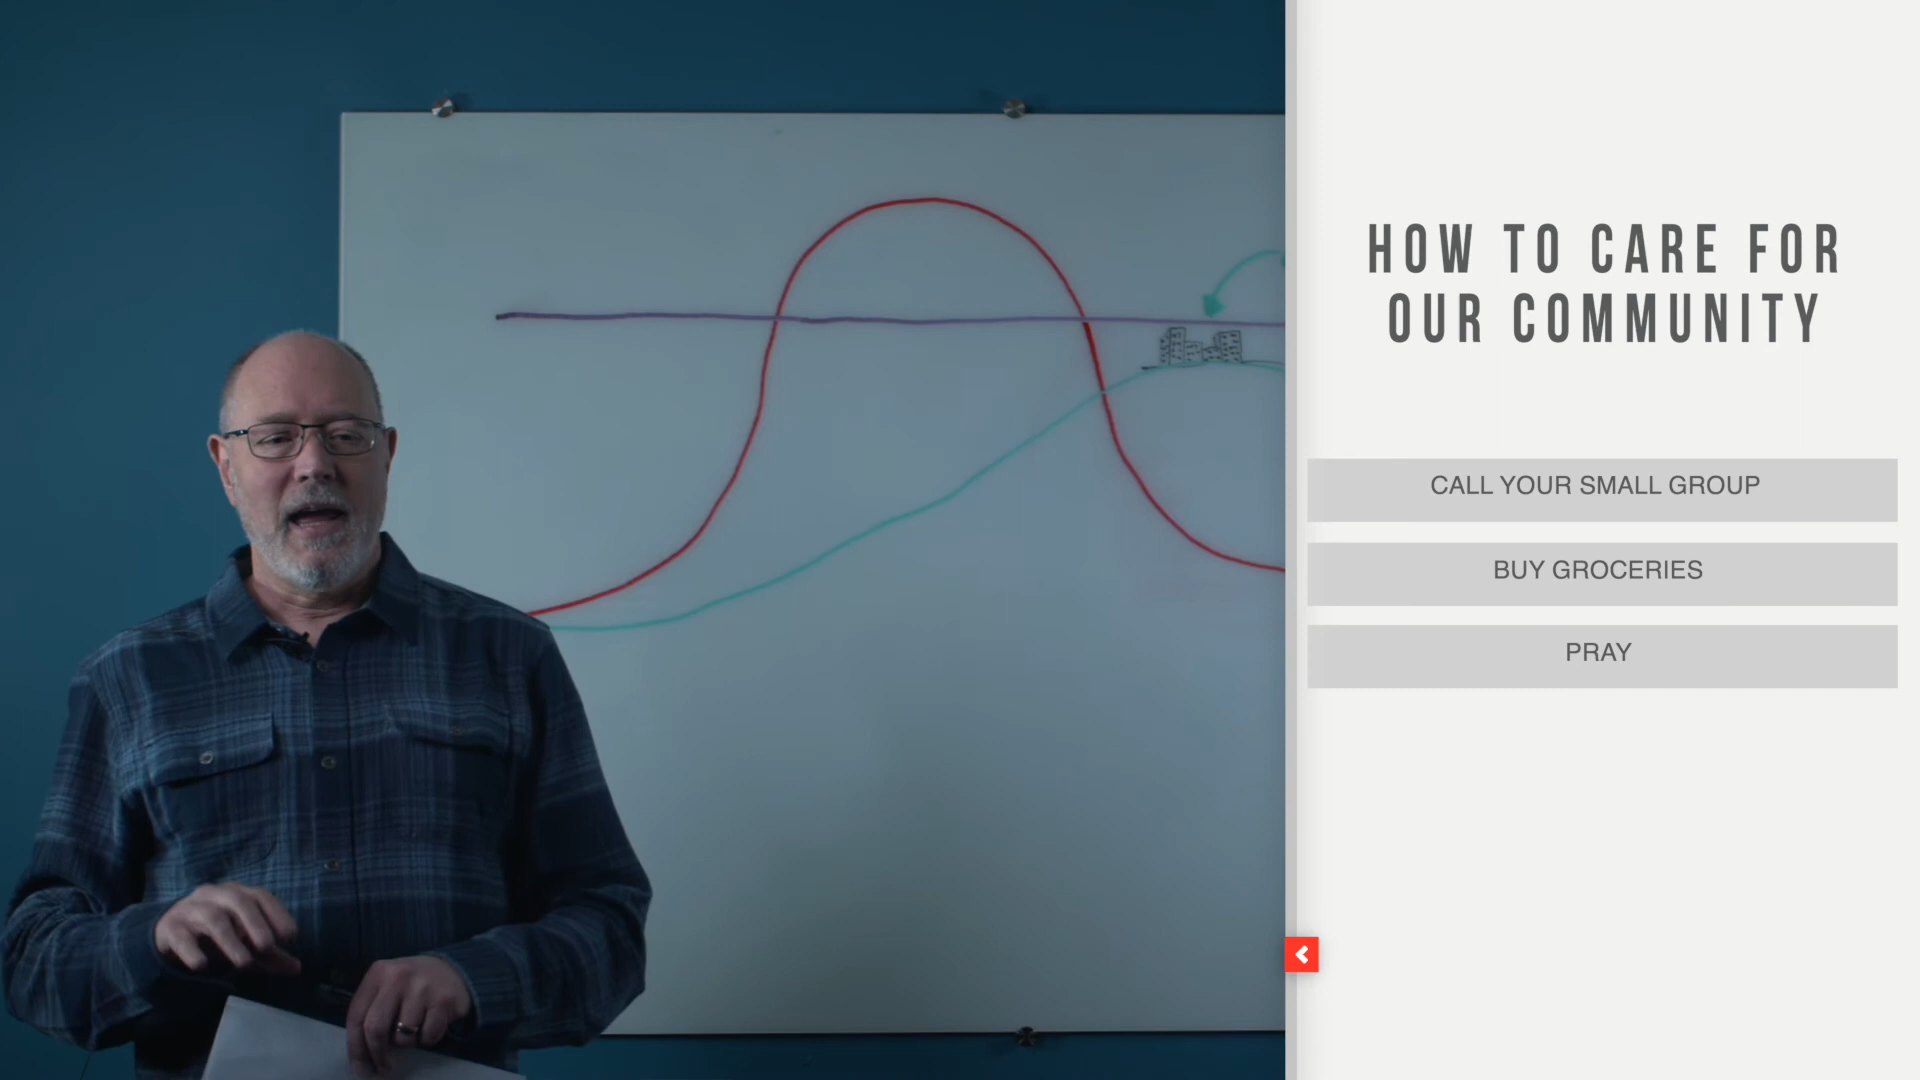 HOW TO CARE FOR
OUR COMMUNITY
CALL YOUR SMALL GROUP
BUY GROCERIES
PRAY